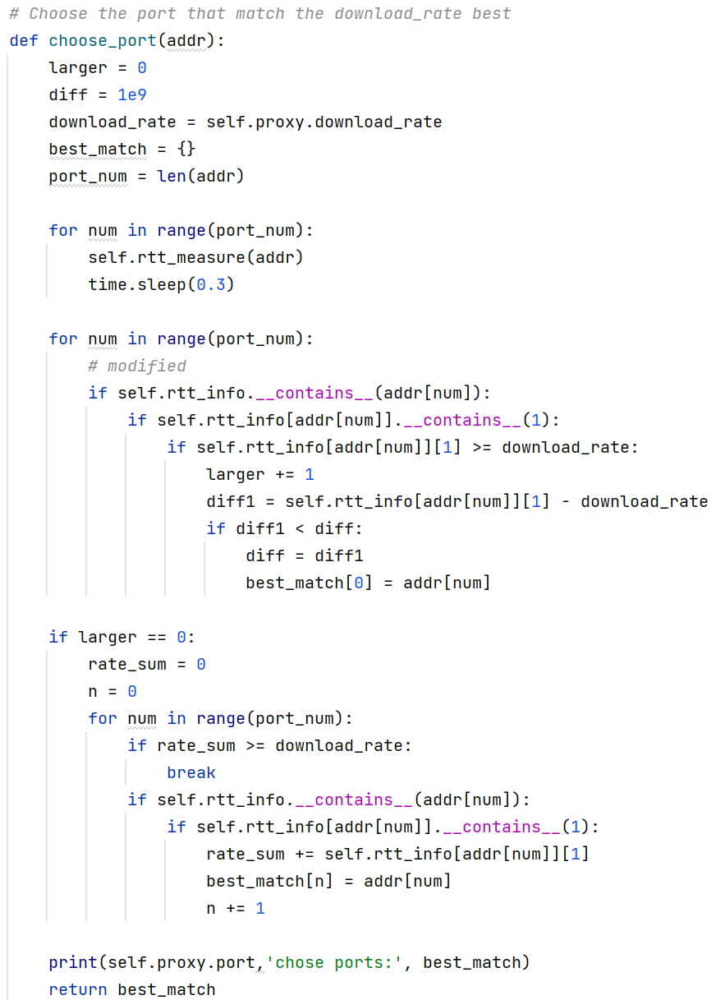 # Choose the port that match the download_rate best
def choose_port(addr):
    larger = 0
    diff = 1e9
    download_rate = self.proxy.download_rate
    best_match = {}
    port_num = len(addr)

    for num in range(port_num):
        self.rtt_measure(addr)
        time.sleep(0.3)

    for num in range(port_num):
        # modified
        if self.rtt_info.__contains__(addr[num]):
            if self.rtt_info[addr[num]].__contains__(1):
                if self.rtt_info[addr[num]][1] >= download_rate:
                    larger += 1
                    diff1 = self.rtt_info[addr[num]][1] - download_rate
                    if diff1 < diff:
                        diff = diff1
                        best_match[0] = addr[num]

    if larger == 0:
        rate_sum = 0
        n = 0
        for num in range(port_num):
            if rate_sum >= download_rate:
                break
            if self.rtt_info.__contains__(addr[num]):
                if self.rtt_info[addr[num]].__contains__(1):
                    rate_sum += self.rtt_info[addr[num]][1]
                    best_match[n] = addr[num]
                    n += 1

    print(self.proxy.port,'chose ports:', best_match)
    return best_match